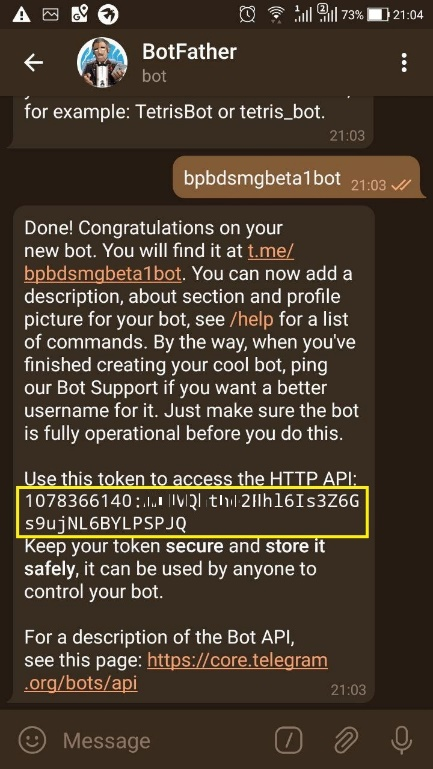 73% 21:04
BotFather
bot
for example: TetrisBot or tetris_bot.
21:03
bpbdsmgbeta1bot 21:03
Done! Congratulations on your
new bot. You will find it at t.me/
bpbdsmgbeta1bot. You can now add a
description, about section and profile
picture for your bot, see /help for a list
of commands. By the way, when you've
finished creating your cool bot, ping
our Bot Support if you want a better
username for it. Just make sure the bot
is fully operational before you do this.
Use this token to access the HTTP API:
1078366140:
s9ujNL6BYLPSPJQ
Keep your token secure and store it
safely, it can be used by anyone to
control your bot.
For a description of the Bot API,
see this page: https://core.telegram
.org/bots/api
21:03
Message